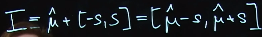 I = μ̂ + [-s, s] = [μ̂-s, μ̂+s]